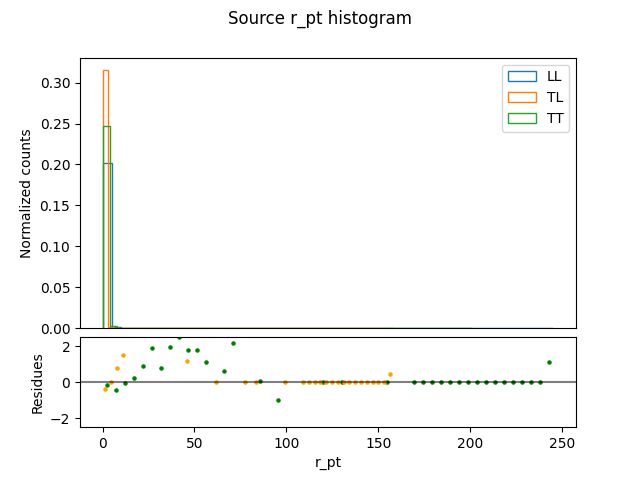 Source r_pt histogram
LL
TL
TT
Normalized counts
0.30
0.25
0.20
0.15
0.10
0.05
0.00
Residues
2
0
−2
0
50
100
150
200
250
r_pt